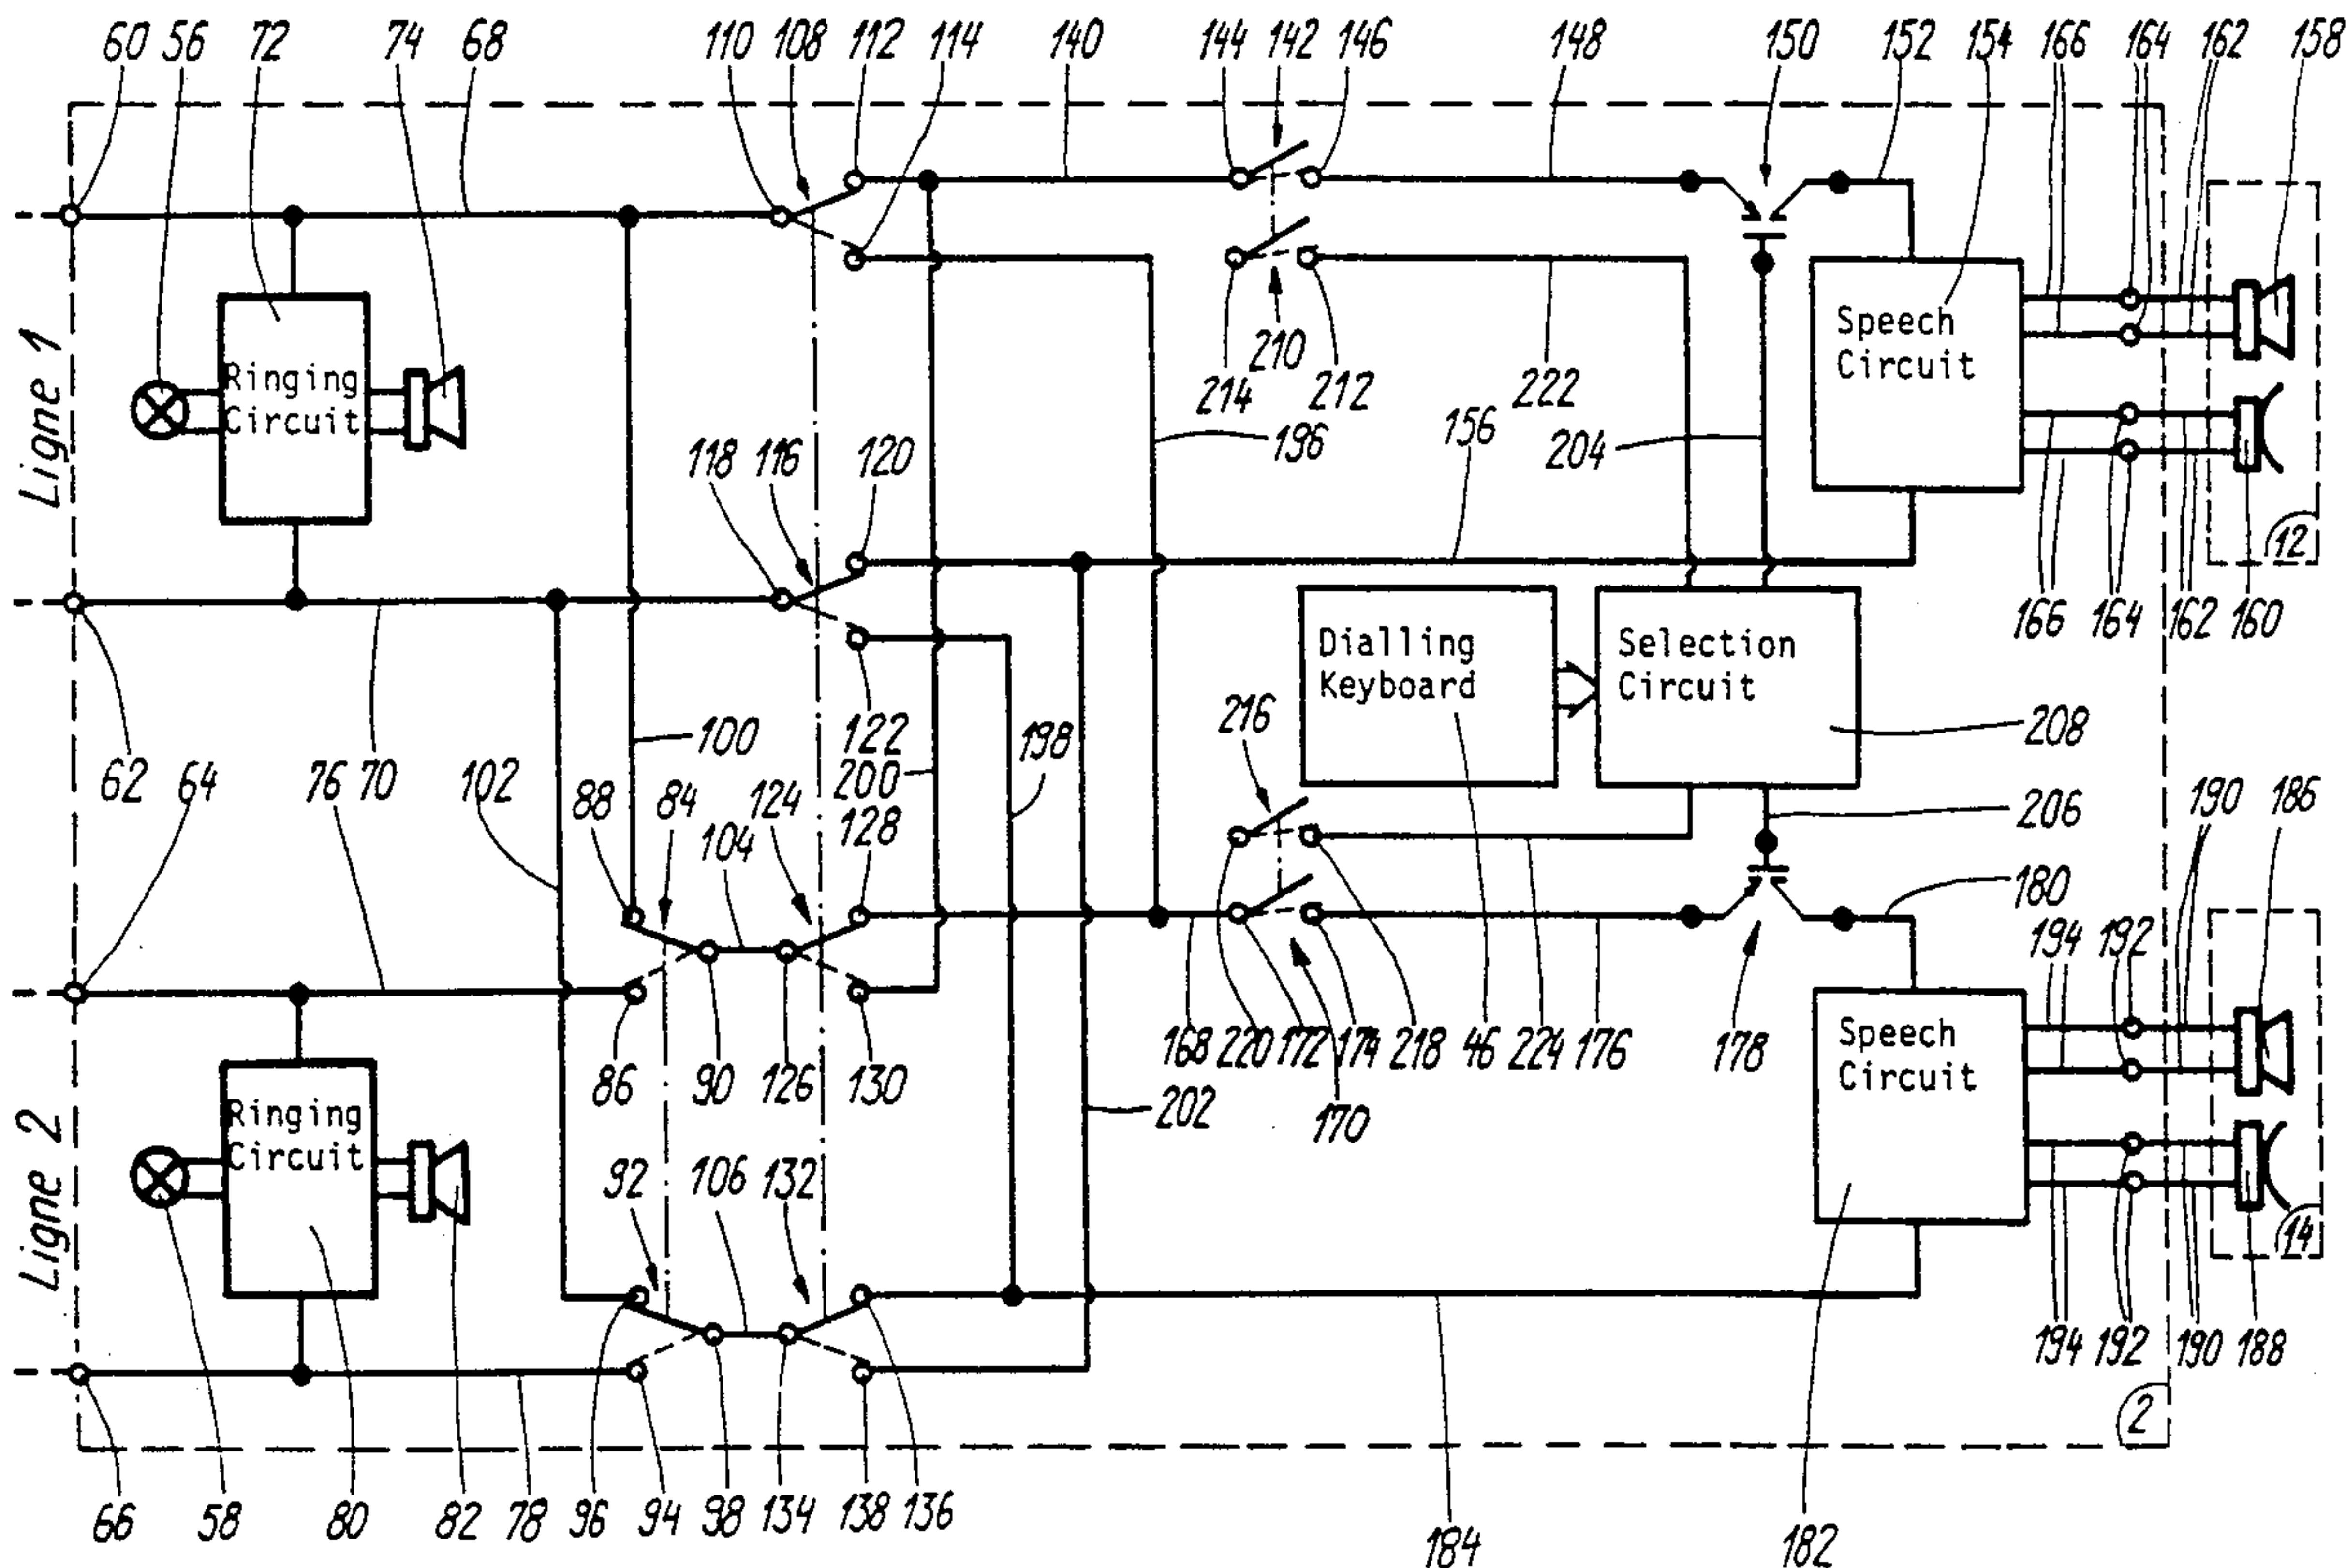 60 56 72 74 68 110 108 112 114 140 144 142 146 148 150 152 154 166 164 162 158
Ligne 1
Ringing
Circuit
214 210 212 222
196 156 204
118 116 120
Speech
Circuit
12
166 164 162 160
Dialling
Keyboard
Selection
Circuit
62 64 76 70 102 100 88 84 104 124 122 200 128 198 216 208
206 190 186
180
194 192
86 90 126 130 168 220 172 174 218 46 224 176 178
202 170
Ligne 2
Ringing
Circuit
92 106 132
Speech
Circuit
14
194 192 190 188
2
66 58 80 82 78 96 94 98 134 138 136 184 182